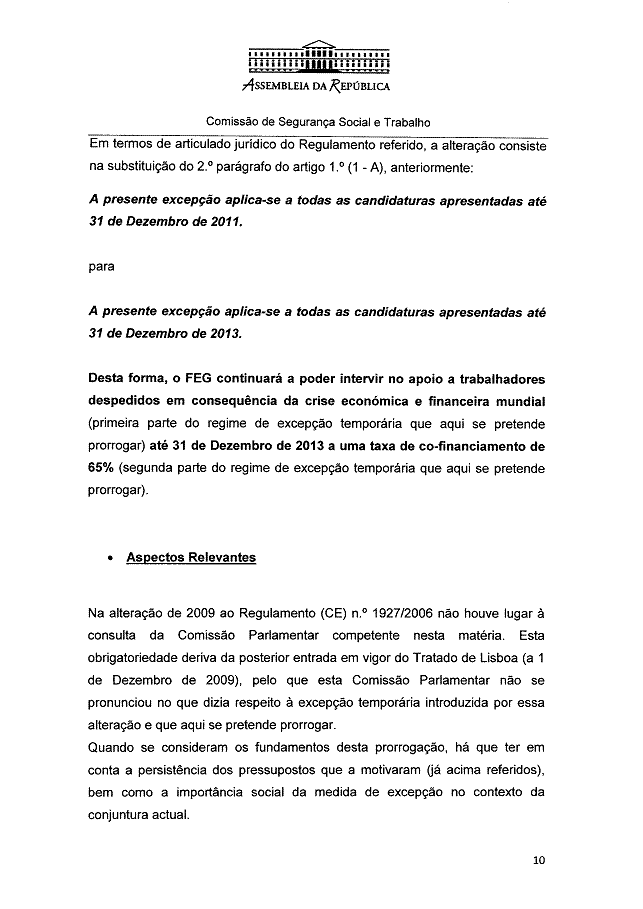 ASSEMBLEIA DA REPÚBLICA
Comissão de Segurança Social e Trabalho
Em termos de articulado jurídico do Regulamento referido, a alteração consiste
na substituição do 2.º parágrafo do artigo 1.º (1 - A), anteriormente:
A presente excepção aplica-se a todas as candidaturas apresentadas até
31 de Dezembro de 2011.
para
A presente excepção aplica-se a todas as candidaturas apresentadas até
31 de Dezembro de 2013.
Desta forma, o FEG continuará a poder intervir no apoio a trabalhadores
despedidos em consequência da crise económica e financeira mundial
(primeira parte do regime de excepção temporária que aqui se pretende
prorrogar) até 31 de Dezembro de 2013 a uma taxa de co-financiamento de
65% (segunda parte do regime de excepção temporária que aqui se pretende
prorrogar).
• Aspectos Relevantes
Na alteração de 2009 ao Regulamento (CE) n.º 1927/2006 não houve lugar à
consulta da Comissão Parlamentar competente nesta matéria. Esta
obrigatoriedade deriva da posterior entrada em vigor do Tratado de Lisboa (a 1
de Dezembro de 2009), pelo que esta Comissão Parlamentar não se
pronunciou no que dizia respeito à excepção temporária introduzida por essa
alteração e que aqui se pretende prorrogar.
Quando se consideram os fundamentos desta prorrogação, há que ter em
conta a persistência dos pressupostos que a motivaram (já acima referidos),
bem como a importância social da medida de excepção no contexto da
conjuntura actual.
10